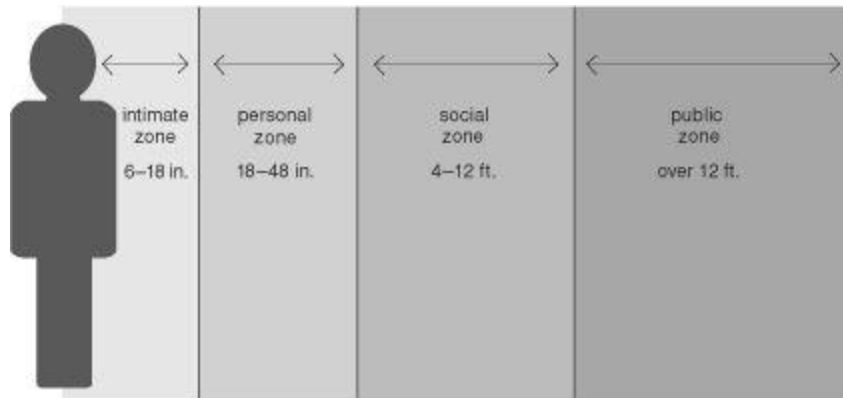 intimate
zone
6–18 in.
personal
zone
18–48 in.
social
zone
4–12 ft.
public
zone
over 12 ft.